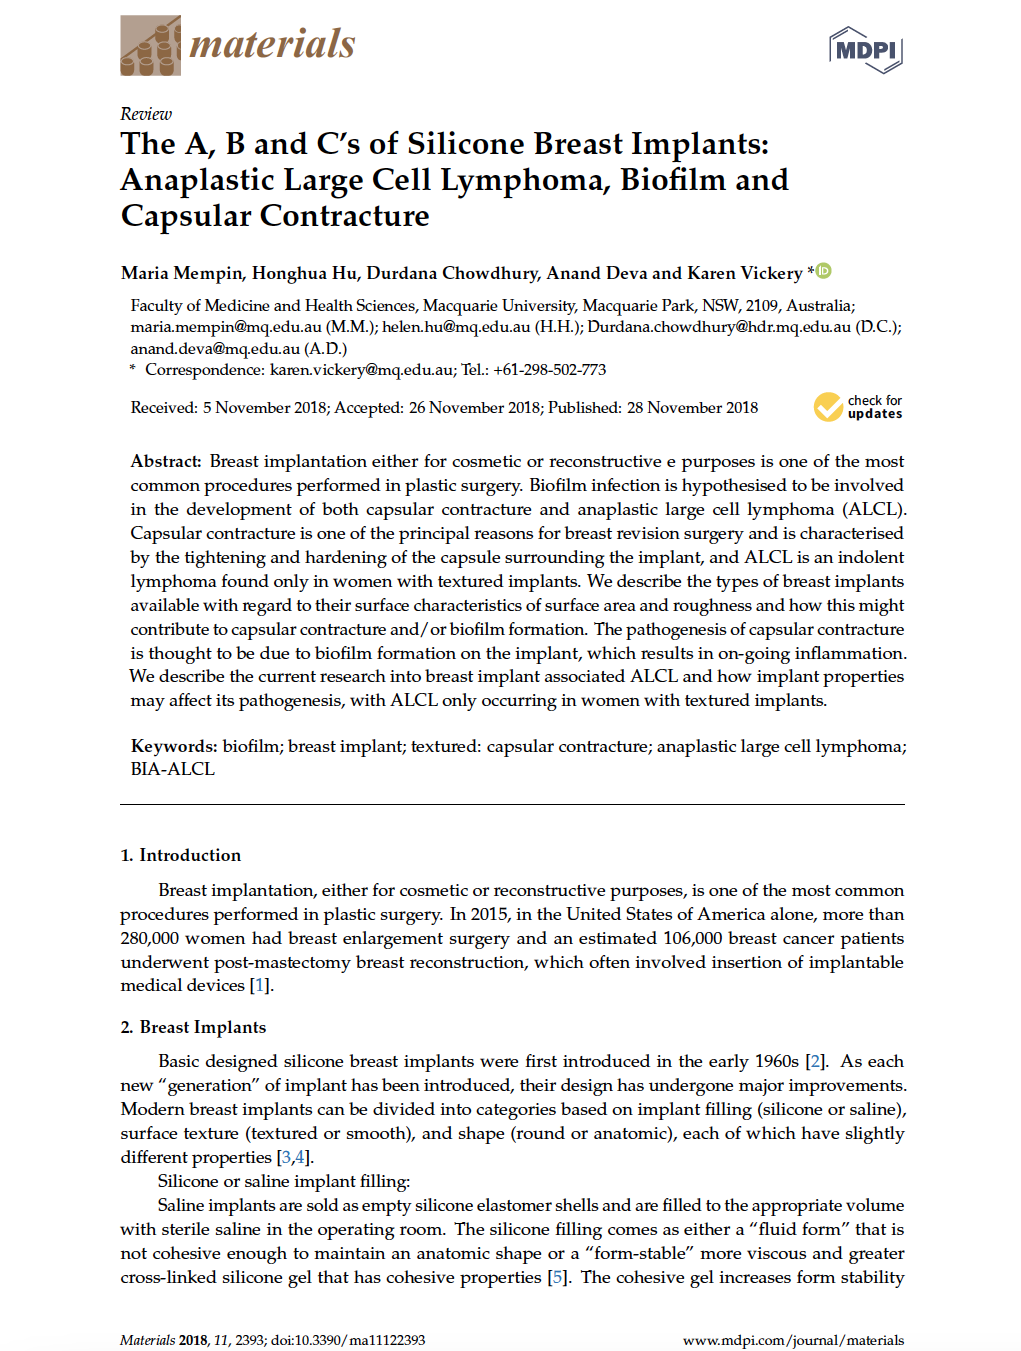 materials
MDPI
Review
The A, B and C’s of Silicone Breast Implants:
Anaplastic Large Cell Lymphoma, Biofilm and
Capsular Contracture
Maria Mempin, Honghua Hu, Durdana Chowdhury, Anand Deva and Karen Vickery * iD
Faculty of Medicine and Health Sciences, Macquarie University, Macquarie Park, NSW, 2109, Australia;
maria.mempin@mq.edu.au (M.M.); helen.hu@mq.edu.au (H.H.); Durdana.chowdhury@hdr.mq.edu.au (D.C.);
anand.deva@mq.edu.au (A.D.)
* Correspondence: karen.vickery@mq.edu.au; Tel.: +61-298-502-773
Received: 5 November 2018; Accepted: 26 November 2018; Published: 28 November 2018
check for
updates
Abstract: Breast implantation either for cosmetic or reconstructive e purposes is one of the most
common procedures performed in plastic surgery. Biofilm infection is hypothesised to be involved
in the development of both capsular contracture and anaplastic large cell lymphoma (ALCL).
Capsular contracture is one of the principal reasons for breast revision surgery and is characterised
by the tightening and hardening of the capsule surrounding the implant, and ALCL is an indolent
lymphoma found only in women with textured implants. We describe the types of breast implants
available with regard to their surface characteristics of surface area and roughness and how this might
contribute to capsular contracture and/or biofilm formation. The pathogenesis of capsular contracture
is thought to be due to biofilm formation on the implant, which results in on-going inflammation.
We describe the current research into breast implant associated ALCL and how implant properties
may affect its pathogenesis, with ALCL only occurring in women with textured implants.
Keywords: biofilm; breast implant; textured: capsular contracture; anaplastic large cell lymphoma;
BIA-ALCL
1. Introduction
Breast implantation, either for cosmetic or reconstructive purposes, is one of the most common
procedures performed in plastic surgery. In 2015, in the United States of America alone, more than
280,000 women had breast enlargement surgery and an estimated 106,000 breast cancer patients
underwent post-mastectomy breast reconstruction, which often involved insertion of implantable
medical devices [1].
2. Breast Implants
Basic designed silicone breast implants were first introduced in the early 1960s [2]. As each
new “generation” of implant has been introduced, their design has undergone major improvements.
Modern breast implants can be divided into categories based on implant filling (silicone or saline),
surface texture (textured or smooth), and shape (round or anatomic), each of which have slightly
different properties [3,4].
Silicone or saline implant filling:
Saline implants are sold as empty silicone elastomer shells and are filled to the appropriate volume
with sterile saline in the operating room. The silicone filling comes as either a “fluid form” that is
not cohesive enough to maintain an anatomic shape or a “form-stable” more viscous and greater
cross-linked silicone gel that has cohesive properties [5]. The cohesive gel increases form stability
Materials 2018, 11, 2393; doi:10.3390/ma11122393
www.mdpi.com/journal/materials